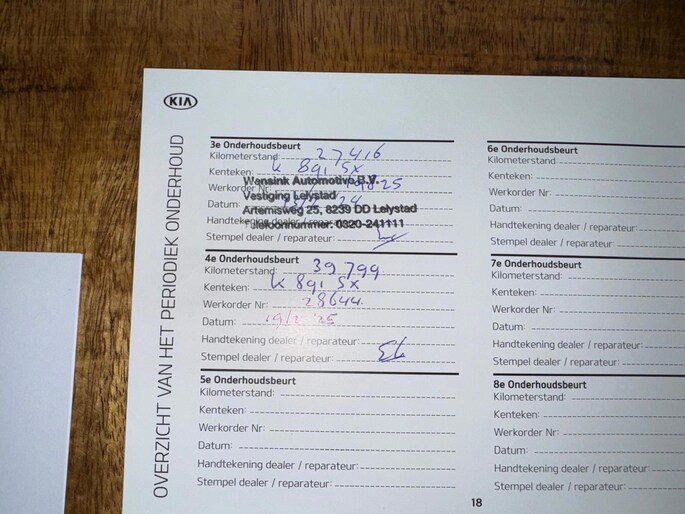 KIA
OVERZICHT VAN HET PERIODIEK ONDERHOUD
3e Onderhoudsbeurt
Kilometerstand: 27416
Kenteken: K 891 SX
Werkorder Nr:
Datum:
Handtekening dealer / reparateur:
Stempel dealer / reparateur:
Wensink Automotive B.V.
Vestiging Lelystad
Artemisweg 25, 8239 DD Lelystad
Telefoonnummer: 0320-241111
4e Onderhoudsbeurt
Kilometerstand: 39.799
Kenteken: K 891 SX
Werkorder Nr: 28644
Datum:
Handtekening dealer / reparateur:
Stempel dealer / reparateur:
5e Onderhoudsbeurt
Kilometerstand:
Kenteken:
Werkorder Nr:
Datum:
Handtekening dealer / reparateur:
Stempel dealer / reparateur:
6e Onderhoudsbeurt
Kilometerstand:
Kenteken:
Werkorder Nr:
Datum:
Handtekening dealer / reparateur:
Stempel dealer / reparateur:
7e Onderhoudsbeurt
Kilometerstand:
Kenteken:
Werkorder Nr:
Datum:
Handtekening dealer / reparateur:
Stempel dealer / reparateur:
8e Onderhoudsbeurt
Kilometerstand:
Kenteken:
Werkorder Nr:
Datum:
Handtekening dealer / reparateur:
Stempel dealer / reparateur:
18